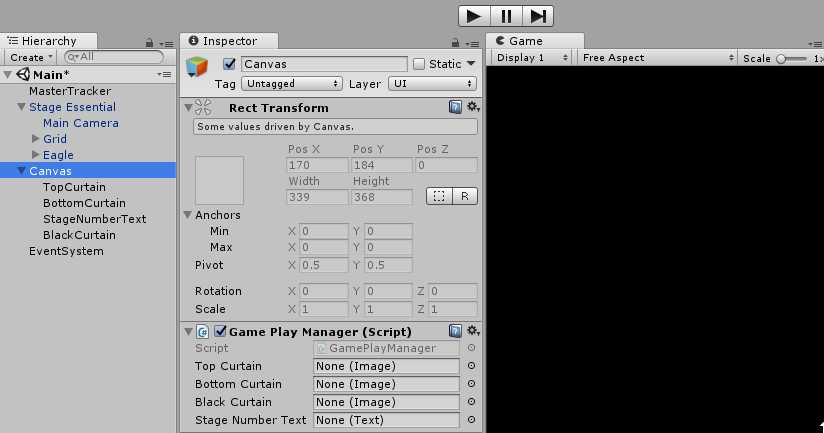 Hierarchy
Create
All
Main*
MasterTracker
Stage Essential
Main Camera
Grid
Eagle
Canvas
TopCurtain
BottomCurtain
StageNumberText
BlackCurtain
EventSystem
Inspector
Canvas Static
Tag Untagged Layer UI
Rect Transform
Some values driven by Canvas.
Pos X Pos Y Pos Z
170 184 0
Width Height
339 368 R
Anchors
Min X 0 Y 0
Max X 0 Y 0
Pivot X 0.5 Y 0.5
Rotation X 0 Y 0 Z 0
Scale X 1 Y 1 Z 1
Game Play Manager (Script)
Script GamePlayManager
Top Curtain None (Image)
Bottom Curtain None (Image)
Black Curtain None (Image)
Stage Number Text None (Text)
Game
Display 1 Free Aspect Scale